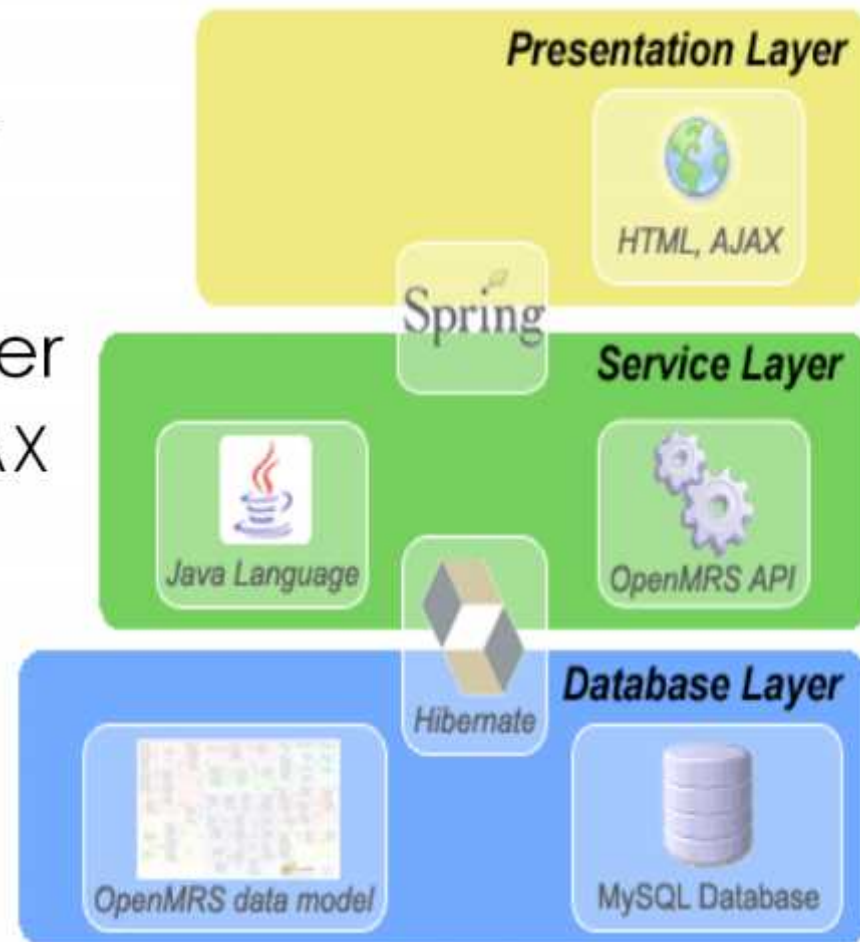 Presentation Layer
HTML, AJAX
Spring
er
Service Layer
AX
Java Language
OpenMRS API
Hibernate
Database Layer
OpenMRS data model
MySQL Database